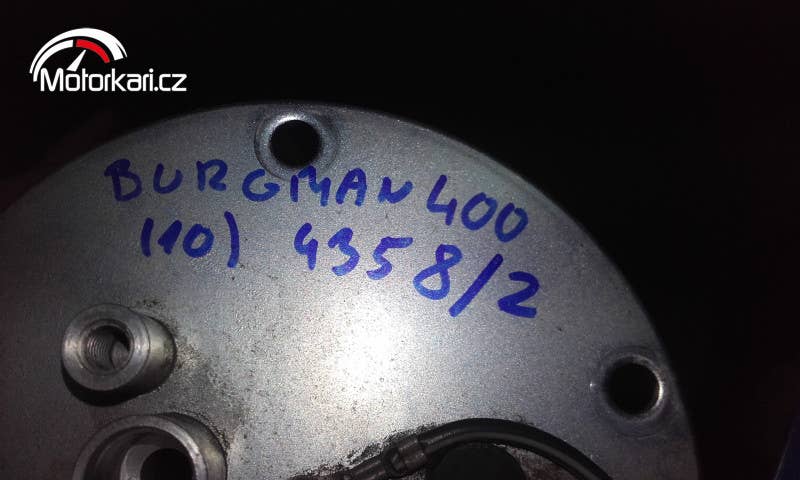 Motorkari.cz
BURGMAN 400
(10) 4358/2